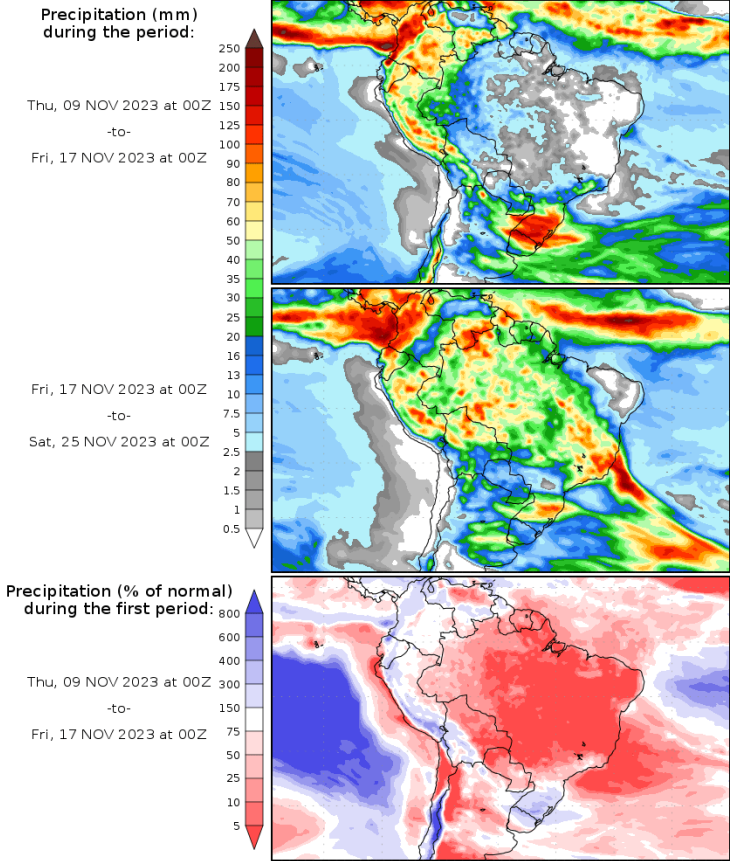 Precipitation (mm)
during the period:
Thu, 09 NOV 2023 at 00Z
-to-
Fri, 17 NOV 2023 at 00Z
250
200
175
150
125
100
90
80
70
60
50
40
35
30
25
20
16
13
10
7.5
5
2.5
2
1.5
1
0.5
Fri, 17 NOV 2023 at 00Z
-to-
Sat, 25 NOV 2023 at 00Z
Precipitation (% of normal)
during the first period:
Thu, 09 NOV 2023 at 00Z
-to-
Fri, 17 NOV 2023 at 00Z
800
600
400
300
150
75
50
25
10
5